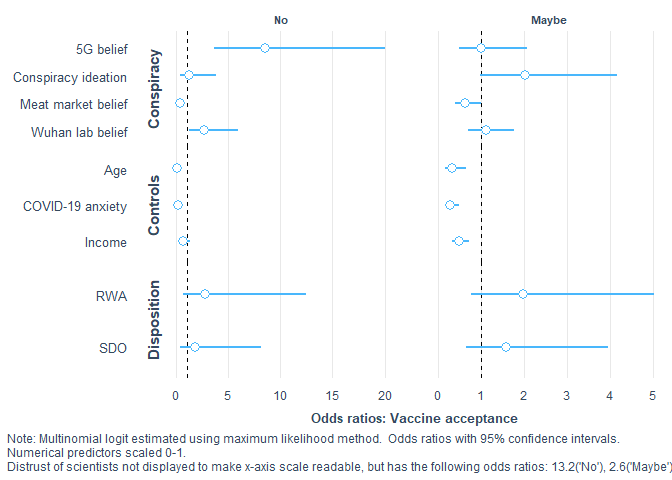 No Maybe
Conspiracy
5G belief
Conspiracy ideation
Meat market belief
Wuhan lab belief
Controls
Age
COVID-19 anxiety
Income
Disposition
RWA
SDO
0 5 10 15 20 0 1 2 3 4 5
Odds ratios: Vaccine acceptance
Note: Multinomial logit estimated using maximum likelihood method. Odds ratios with 95% confidence intervals.
Numerical predictors scaled 0-1.
Distrust of scientists not displayed to make x-axis scale readable, but has the following odds ratios: 13.2('No'), 2.6('Maybe')